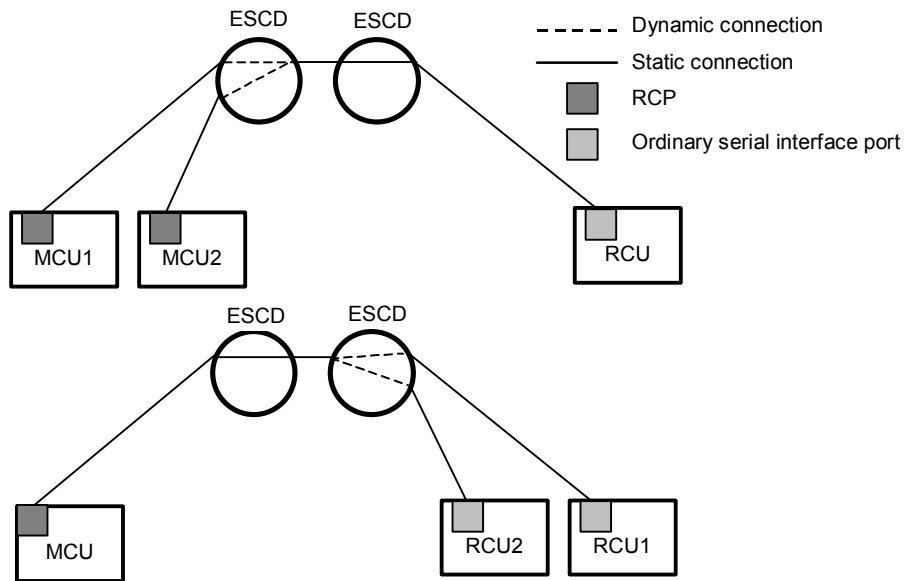 ESCD
ESCD
Dynamic connection
Static connection
RCP
Ordinary serial interface port
MCU1
MCU2
RCU
ESCD
ESCD
MCU
RCU2
RCU1